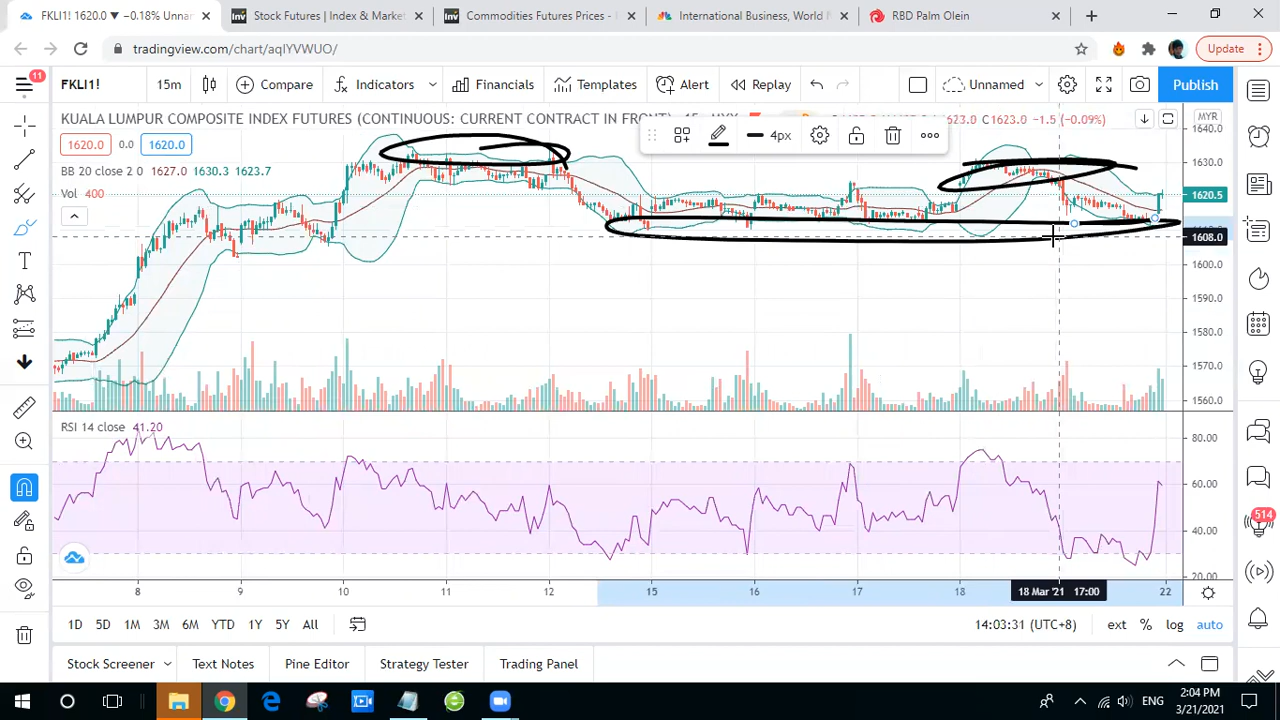 FKLI1! 1620.0 ▼ −0.18% Unnar
Stock Futures | Index & Market
Commodities Futures Prices -
International Business, World N
RBD Palm Olein
tradingview.com/chart/aqIYVWUO/
Update
11
FKLI1!
15m
Compare
Indicators
Financials
Templates
Alert
Replay
Unnamed
Publish
KUALA LUMPUR COMPOSITE INDEX FUTURES (CONTINUOUS: CURRENT CONTRACT IN FRONT)
C1623.0 −1.5 (−0.09%)
MYR
4px
1620.0
0.0
1620.0
BB 20 close 2 0 1627.0 1630.3 1623.7
Vol 400
1640.0
1630.0
1620.5
1608.0
1600.0
1590.0
1580.0
1570.0
1560.0
RSI 14 close 41.20
80.00
60.00
40.00
20.00
514
8
9
10
11
12
15
16
17
18
18 Mar '21 17:00
22
1D
5D
1M
3M
6M
YTD
1Y
5Y
All
14:03:31 (UTC+8)
ext
%
log
auto
Stock Screener
Text Notes
Pine Editor
Strategy Tester
Trading Panel
ENG
2:04 PM
3/21/2021